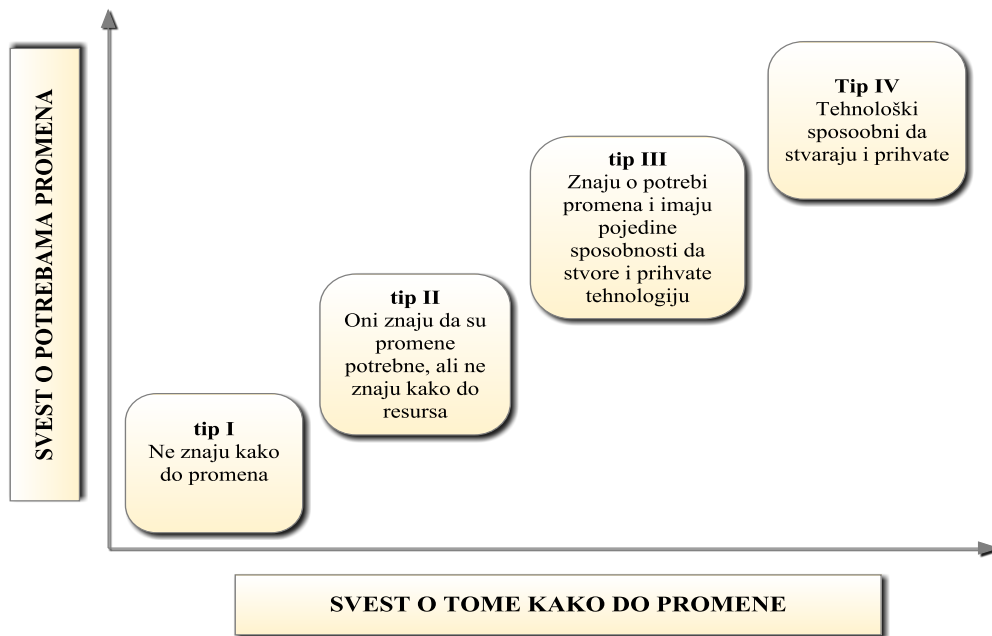 SVEST O POTREBAMA PROMENA
Tip IV
Tehnološki
sposoobni da
stvaraju i prihvate
tip III
Znaju o potrebi
promena i imaju
pojedine
sposobnosti da
stvore i prihvate
tehnologiju
tip II
Oni znaju da su
promene
potrebne, ali ne
znaju kako do
resursa
tip I
Ne znaju kako
do promena
SVEST O TOME KAKO DO PROMENE